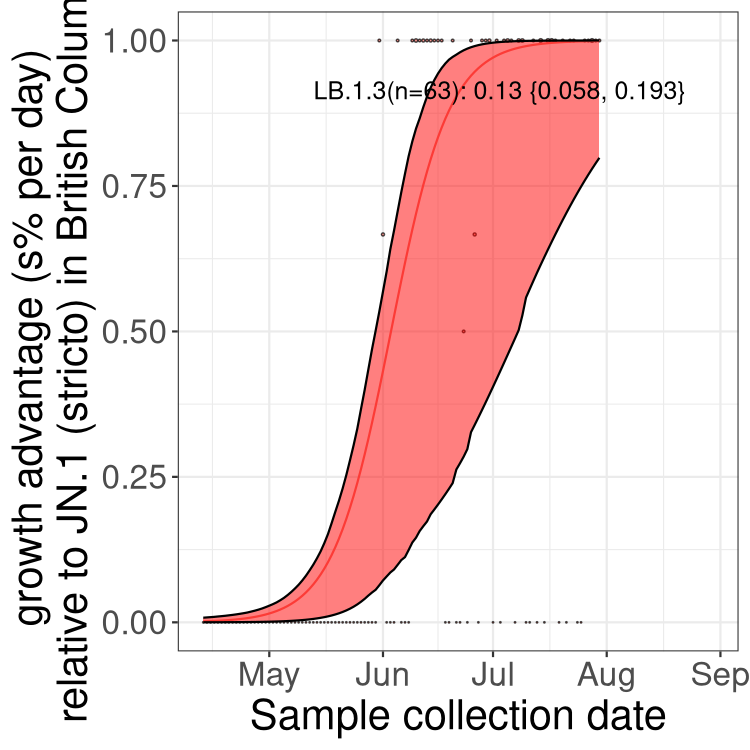 growth advantage (s% per day)
relative to JN.1 (stricto) in British Colum
1.00
0.75
0.50
0.25
0.00
LB.1.3(n=63): 0.13 {0.058, 0.193}
May Jun Jul Aug Sep
Sample collection date